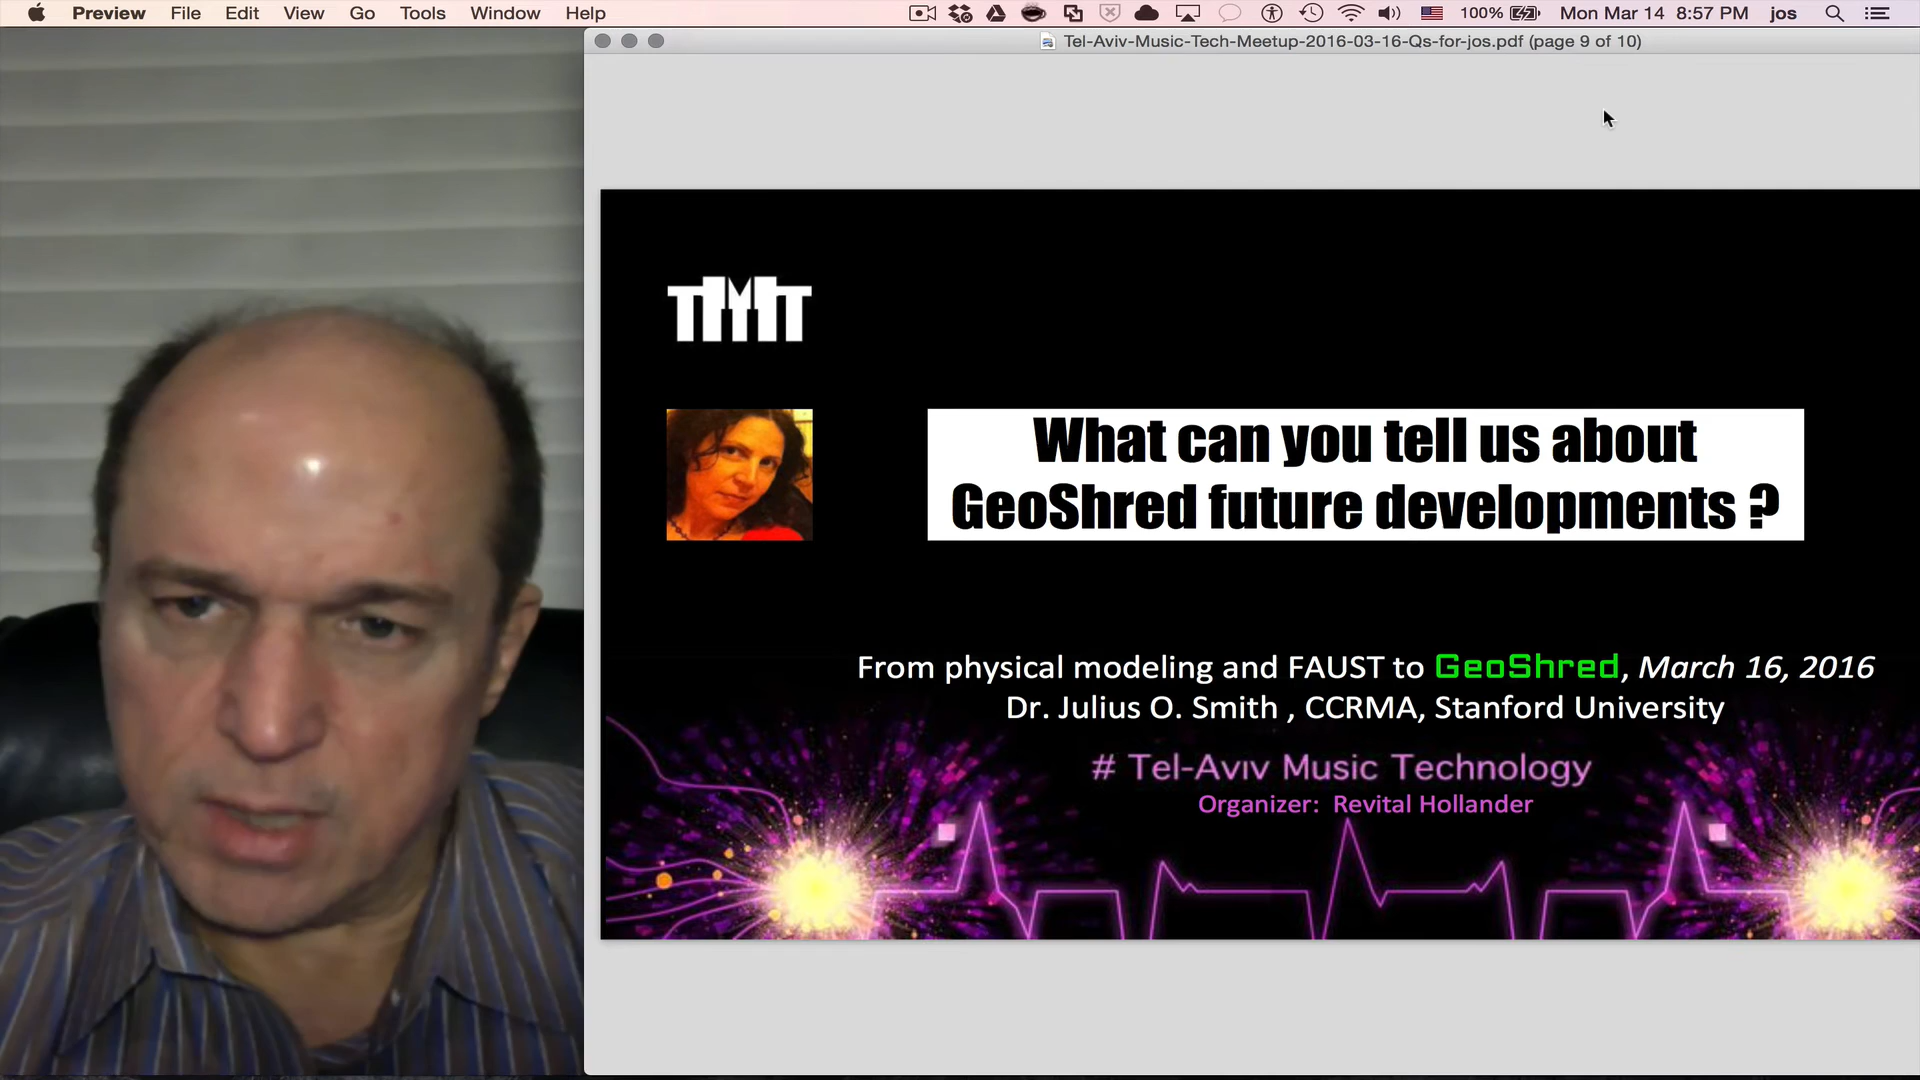 Preview File Edit View Go Tools Window Help 100% Mon Mar 14 8:57 PM jos
Tel-Aviv-Music-Tech-Meetup-2016-03-16-Qs-for-jos.pdf (page 9 of 10)
TMT
What can you tell us about
GeoShred future developments ?
From physical modeling and FAUST to GeoShred, March 16, 2016
Dr. Julius O. Smith , CCRMA, Stanford University
# Tel-Aviv Music Technology
Organizer: Revital Hollander